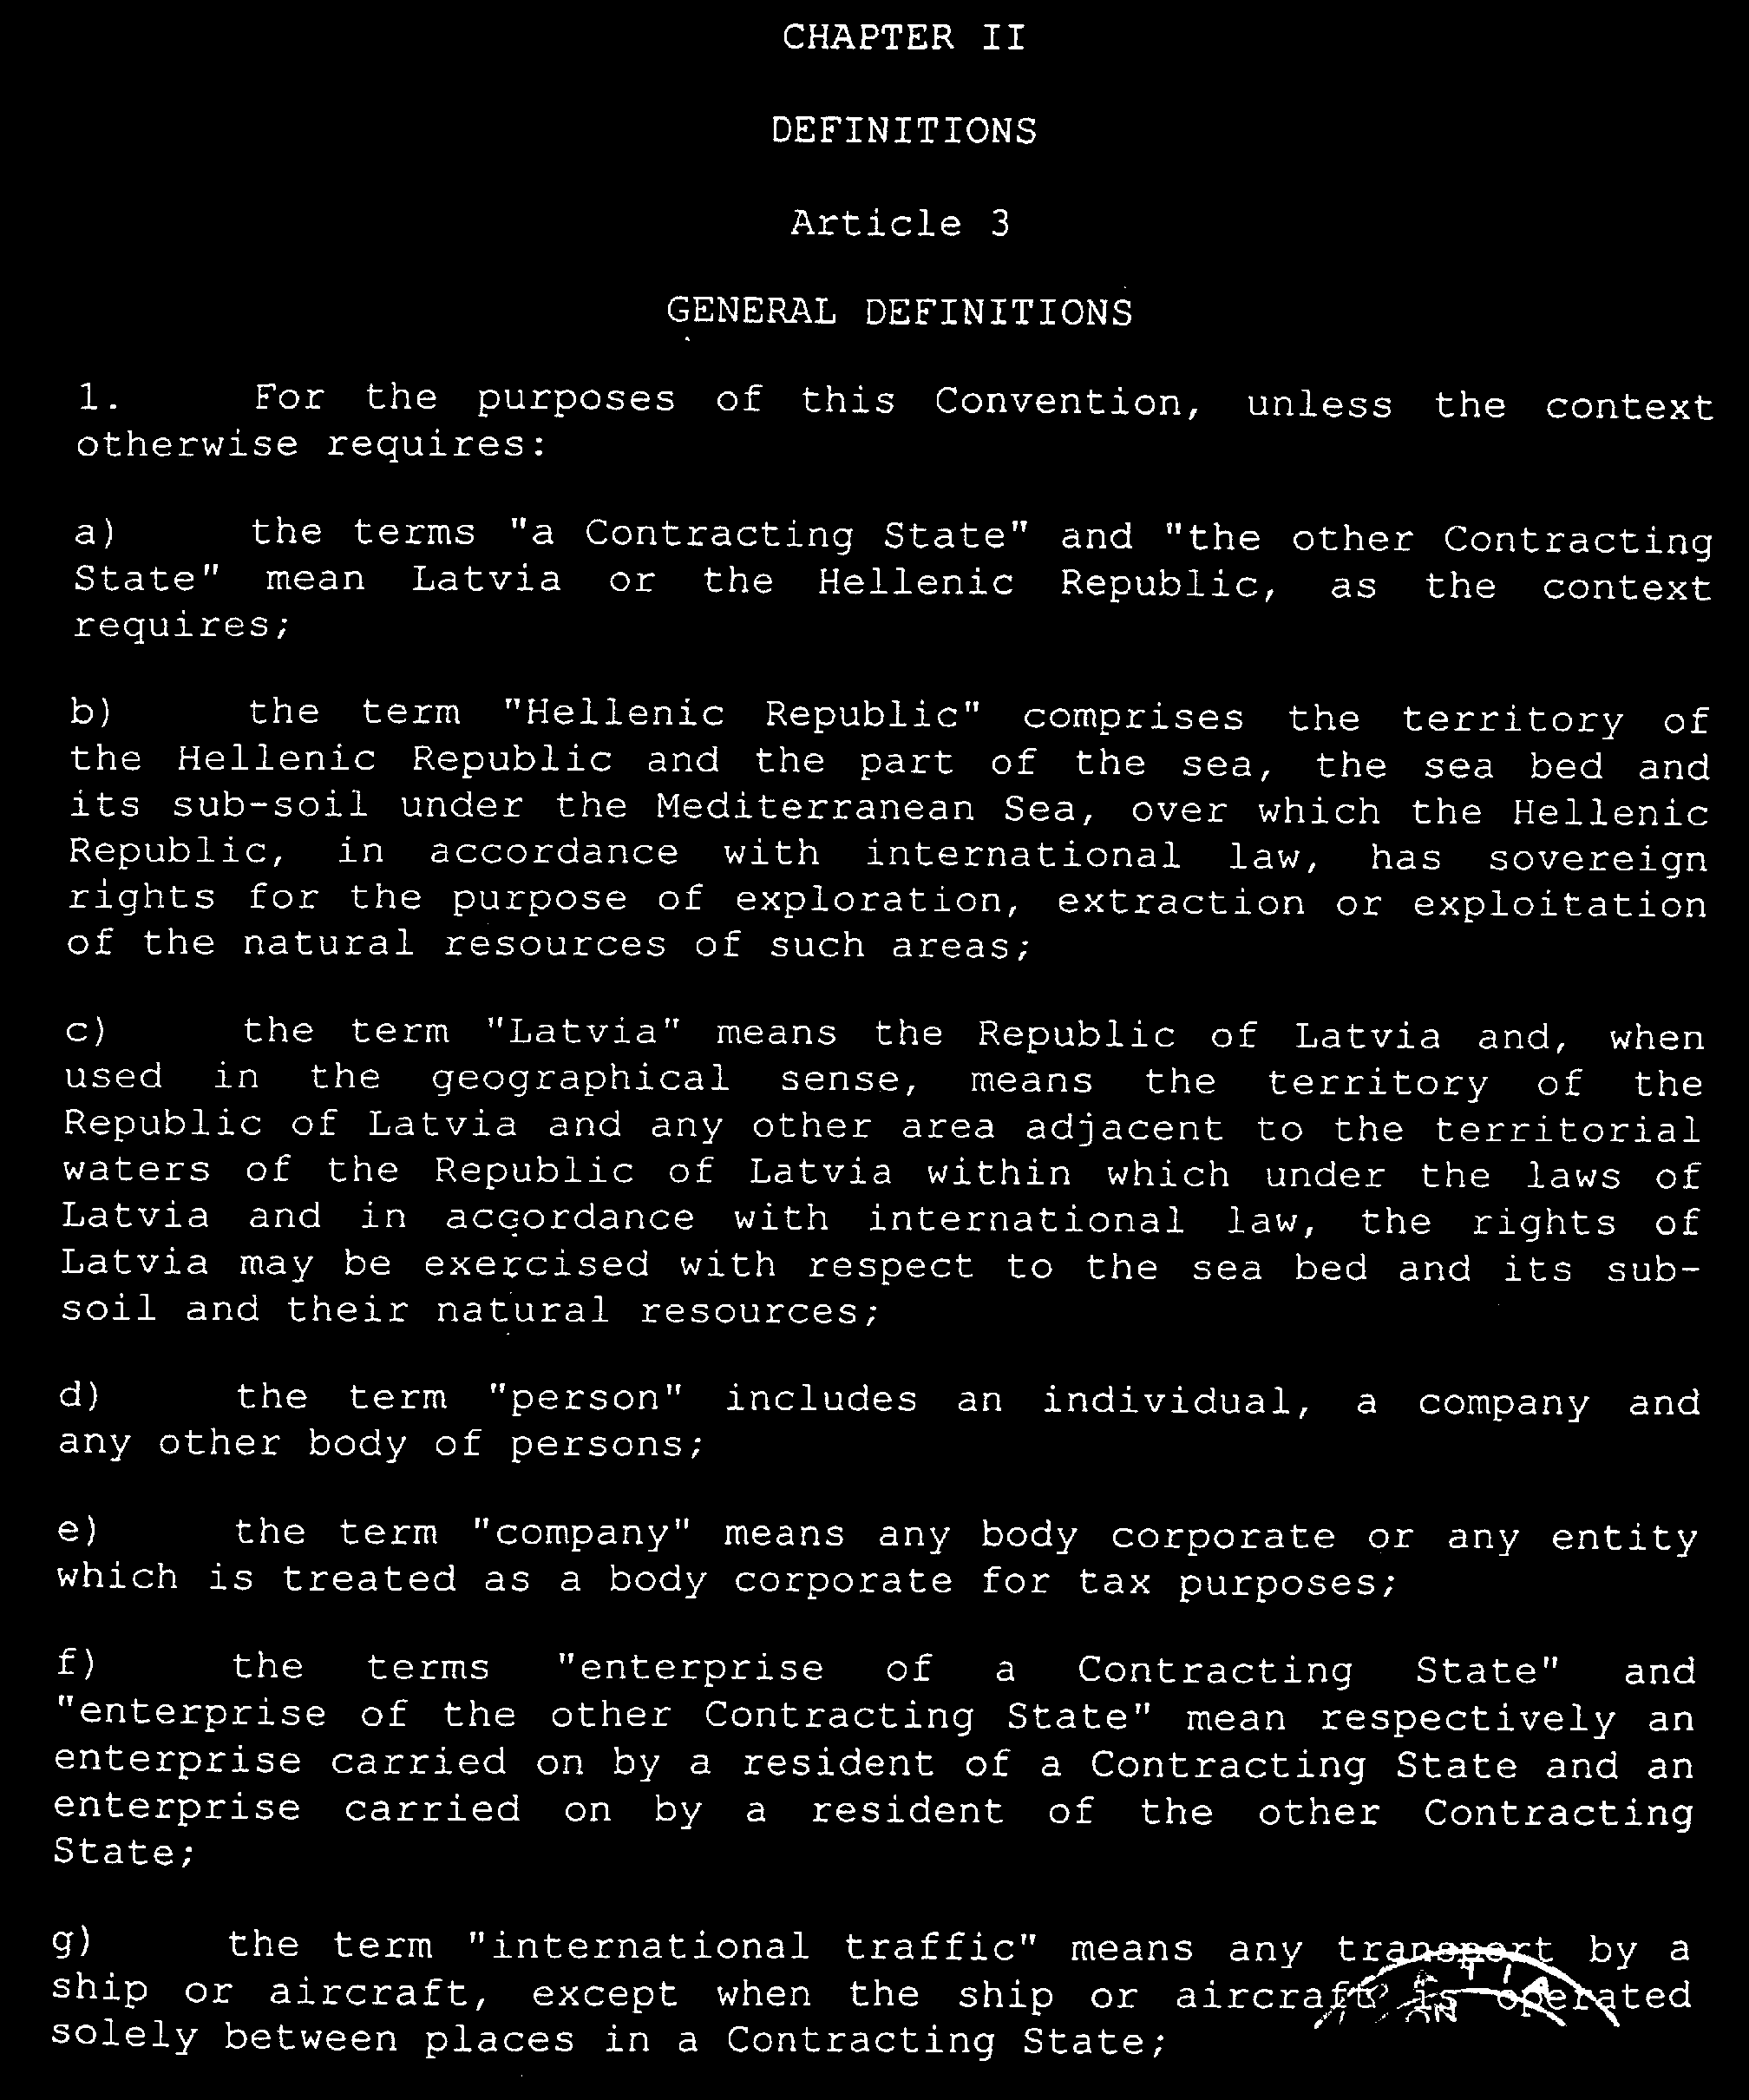 CHAPTER II
DEFINITIONS
Article 3
GENERAL DEFINITIONS
1. For the purposes of this Convention, unless the context
otherwise requires:
a) the terms "a Contracting State" and "the other Contracting
State" mean Latvia or the Hellenic Republic, as the context
requires;
b) the term "Hellenic Republic" comprises the territory of
the Hellenic Republic and the part of the sea, the sea bed and
its sub-soil under the Mediterranean Sea, over which the Hellenic
Republic, in accordance with international law, has sovereign
rights for the purpose of exploration, extraction or exploitation
of the natural resources of such areas;
c) the term "Latvia" means the Republic of Latvia and, when
used in the geographical sense, means the territory of the
Republic of Latvia and any other area adjacent to the territorial
waters of the Republic of Latvia within which under the laws of
Latvia and in accordance with international law, the rights of
Latvia may be exercised with respect to the sea bed and its sub-
soil and their natural resources;
d) the term "person" includes an individual, a company and
any other body of persons;
e) the term "company" means any body corporate or any entity
which is treated as a body corporate for tax purposes;
f) the terms "enterprise of a Contracting State" and
"enterprise of the other Contracting State" mean respectively an
enterprise carried on by a resident of a Contracting State and an
enterprise carried on by a resident of the other Contracting
State;
g) the term "international traffic" means any transport by a
ship or aircraft, except when the ship or aircraft is operated
solely between places in a Contracting State;